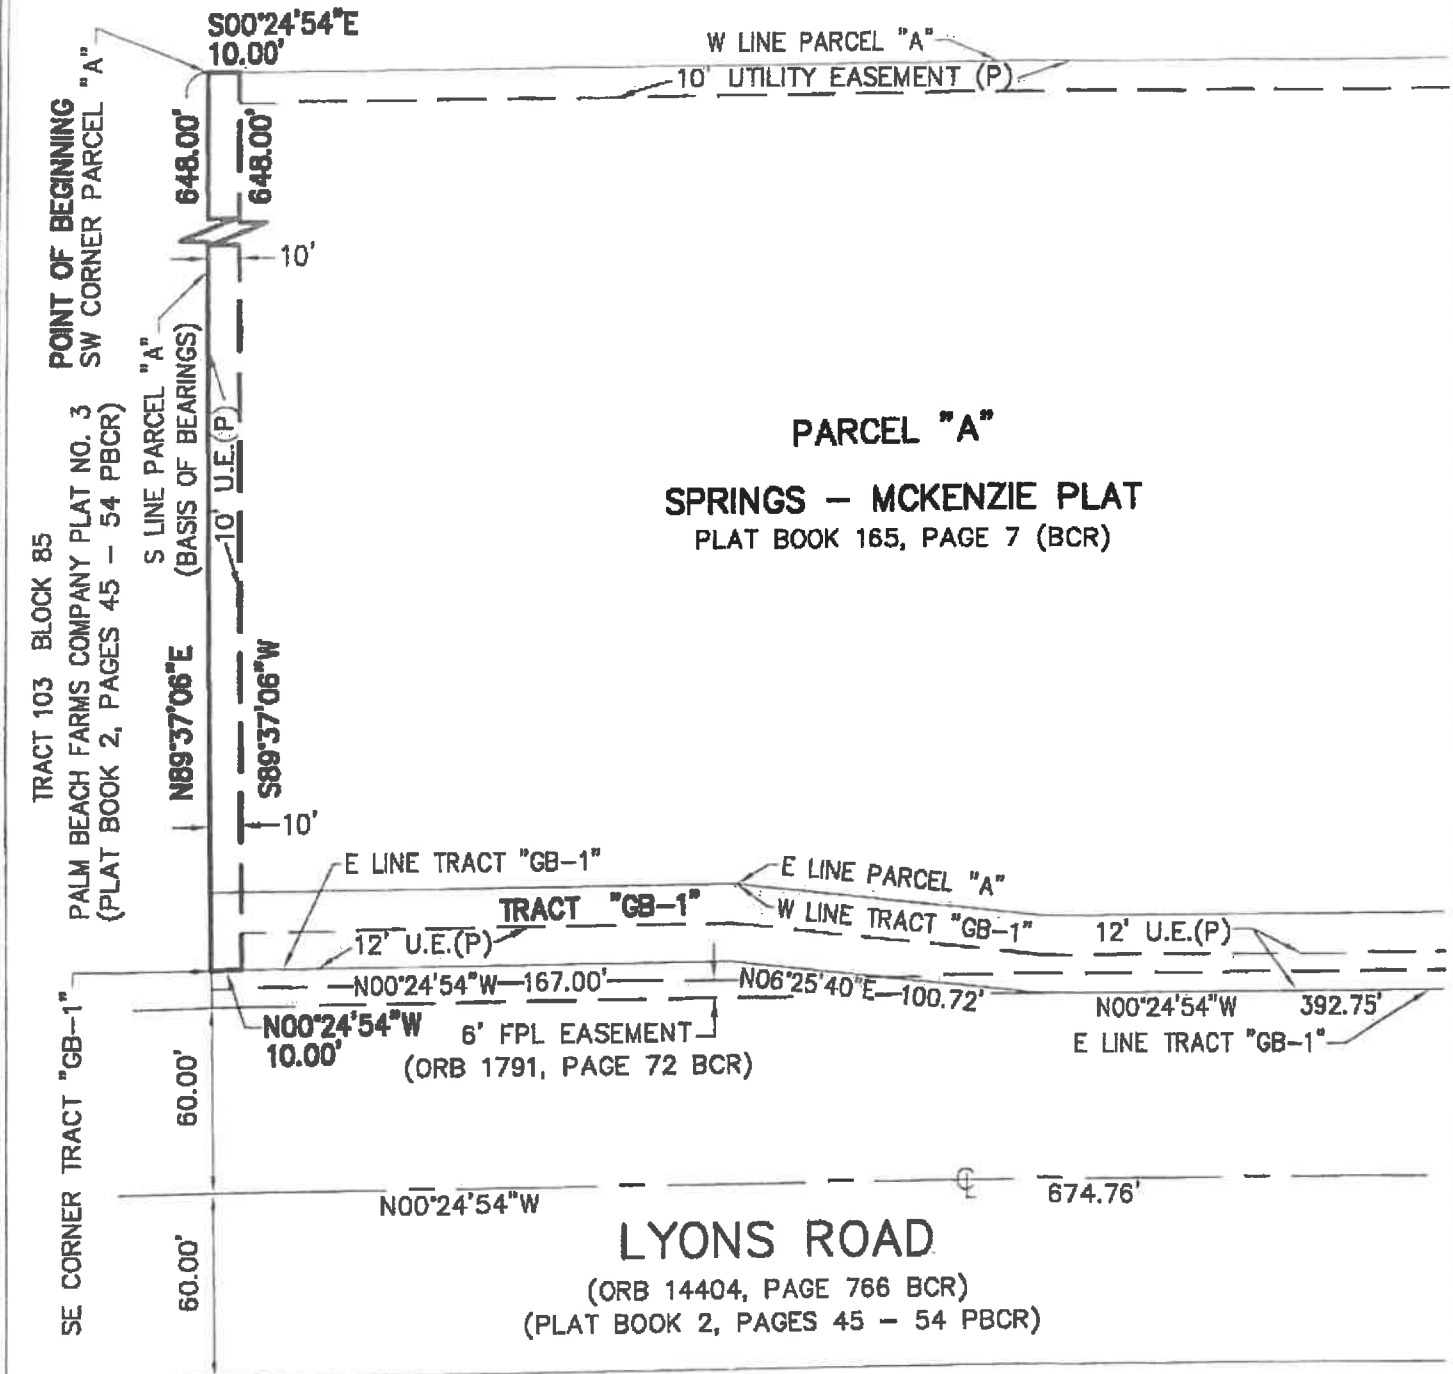 S00°24'54"E
10.00'
W LINE PARCEL "A"
10' UTILITY EASEMENT (P)
POINT OF BEGINNING
SW CORNER PARCEL "A"
648.00'
648.00'
10'
S LINE PARCEL "A"
(BASIS OF BEARINGS)
10' U.E.(P)
TRACT 103 BLOCK 85
PALM BEACH FARMS COMPANY PLAT NO. 3
(PLAT BOOK 2, PAGES 45 – 54 PBCR)
N89°37'06"E
S89°37'06"W
10'
PARCEL "A"
SPRINGS – MCKENZIE PLAT
PLAT BOOK 165, PAGE 7 (BCR)
E LINE TRACT "GB-1"
E LINE PARCEL "A"
TRACT "GB-1"
W LINE TRACT "GB-1"
12' U.E.(P)
12' U.E.(P)
N00°24'54"W 167.00'
N06°25'40"E 100.72'
N00°24'54"W 392.75'
E LINE TRACT "GB-1"
N00°24'54"W
10.00'
6' FPL EASEMENT
(ORB 1791, PAGE 72 BCR)
SE CORNER TRACT "GB-1"
60.00'
60.00'
N00°24'54"W
℄
674.76'
LYONS ROAD
(ORB 14404, PAGE 766 BCR)
(PLAT BOOK 2, PAGES 45 – 54 PBCR)